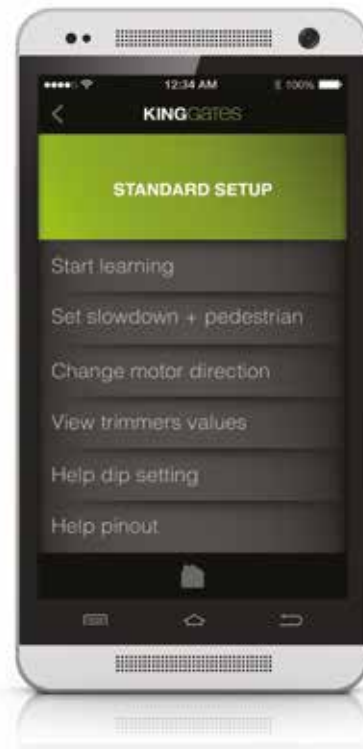 12:34 AM
100%
KINGGates
STANDARD SETUP
Start learning
Set slowdown + pedestrian
Change motor direction
View trimmers values
Help dip setting
Help pinout